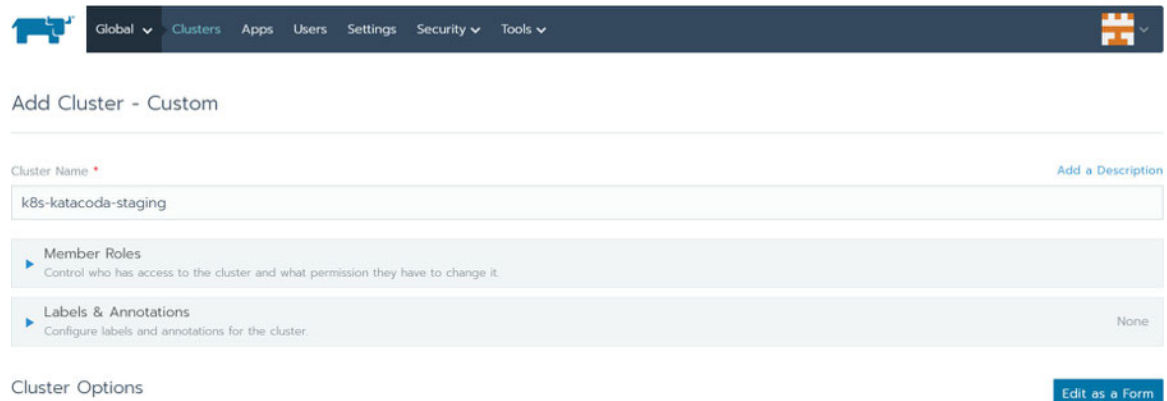 Global Clusters Apps Users Settings Security Tools
Add Cluster - Custom
Cluster Name * Add a Description
k8s-katacoda-staging
Member Roles
Control who has access to the cluster and what permission they have to change it.
Labels & Annotations
Configure labels and annotations for the cluster. None
Cluster Options Edit as a Form